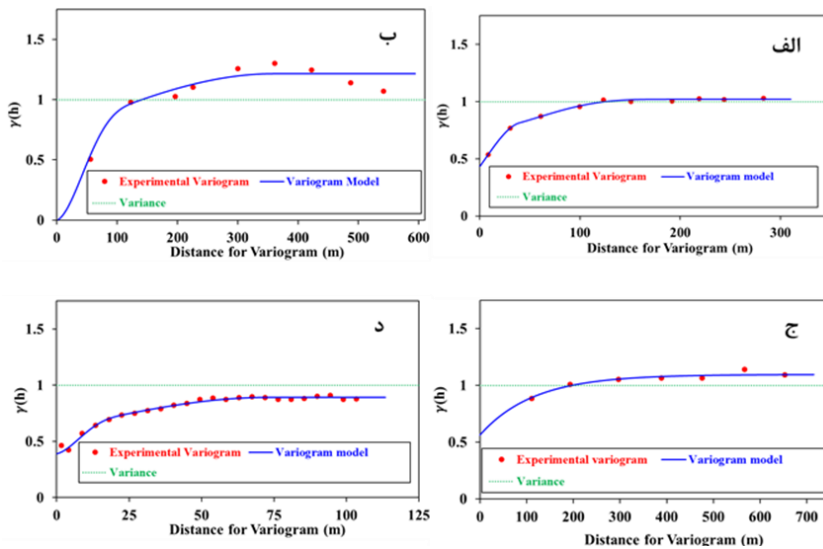 ب
1.5
1
0.5
0
γ(h)
Experimental Variogram
Variogram Model
Variance
0 100 200 300 400 500 600
Distance for Variogram (m)
الف
1.5
1
0.5
0
γ(h)
Experimental Variogram
Variogram model
Variance
0 100 200 300
Distance for Variogram (m)
د
1.5
1
0.5
0
γ(h)
Experimental Variogram
Variogram model
Variance
0 25 50 75 100 125
Distance for Variogram (m)
ج
1.5
1
0.5
0
γ(h)
Experimental variogram
Variogram model
Variance
0 100 200 300 400 500 600 700
Distance for Variogram (m)